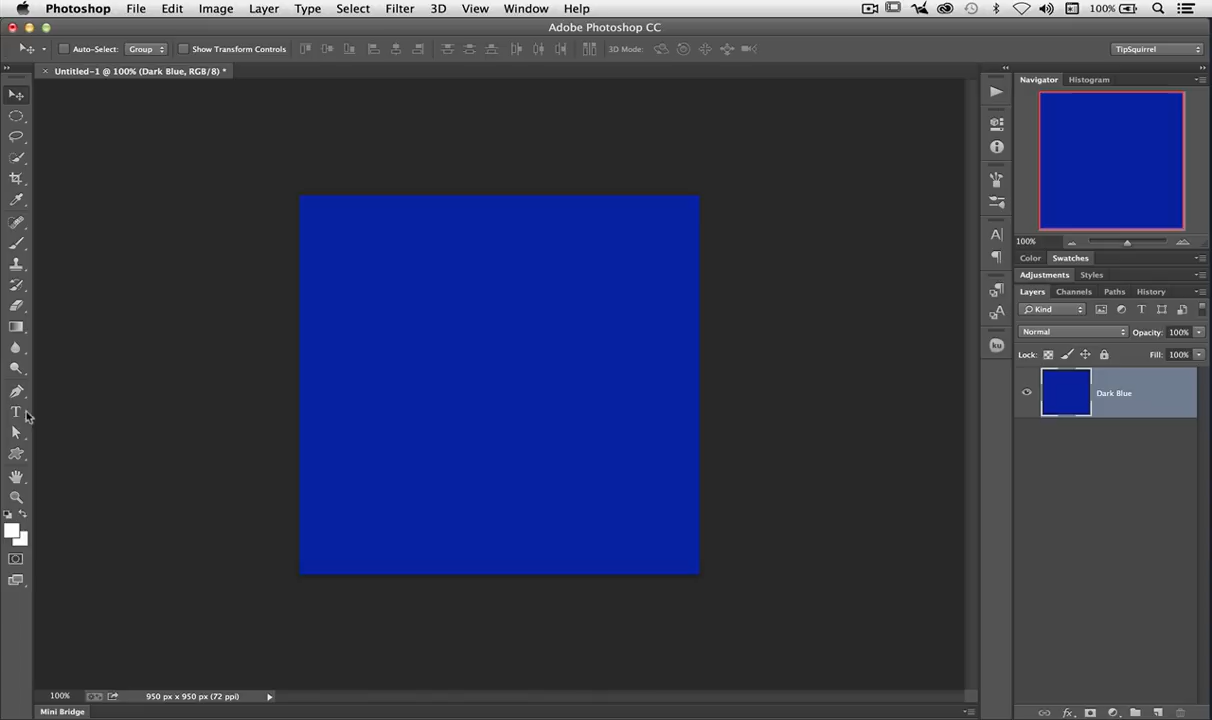 Photoshop File Edit Image Layer Type Select Filter 3D View Window Help 100%
Adobe Photoshop CC
Auto-Select: Group Show Transform Controls 3D Mode: TipSquirrel
Untitled-1 @ 100% (Dark Blue, RGB/8) *
Navigator Histogram
100%
Color Swatches
Adjustments Styles
Layers Channels Paths History
Kind
Normal Opacity: 100%
Lock: Fill: 100%
Dark Blue
100% 950 px x 950 px (72 ppi)
Mini Bridge